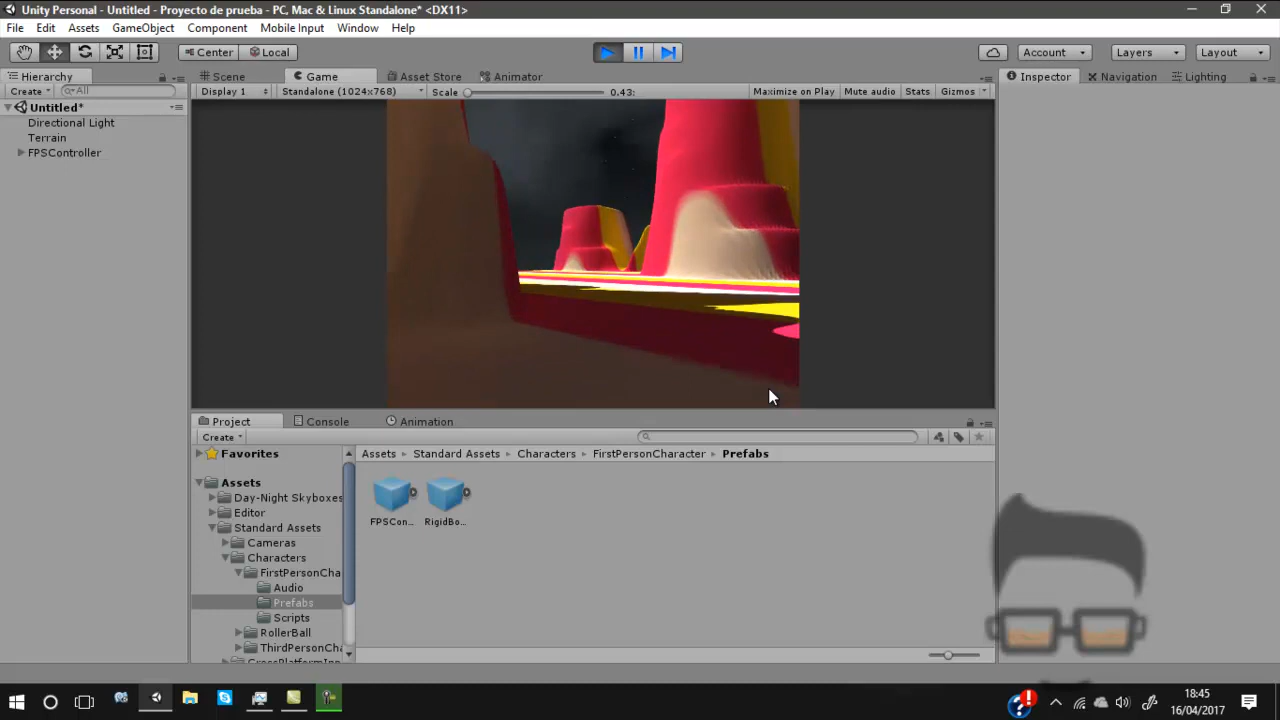 Unity Personal - Untitled - Proyecto de prueba - PC, Mac & Linux Standalone* <DX11>
File Edit Assets GameObject Component Mobile Input Window Help
Center Local Account Layers Layout
Hierarchy Scene Game Asset Store Animator Inspector Navigation Lighting
Create All Display 1 Standalone (1024x768) Scale 0.43: Maximize on Play Mute audio Stats Gizmos
Untitled*
Directional Light
Terrain
FPSController
Project Console Animation
Create
Favorites Assets Standard Assets Characters FirstPersonCharacter Prefabs
Assets
Day-Night Skyboxes
Editor
FPSCon... RigidBo...
Standard Assets
Cameras
Characters
FirstPersonCha
Audio
Prefabs
Scripts
RollerBall
ThirdPersonCha
18:45
16/04/2017